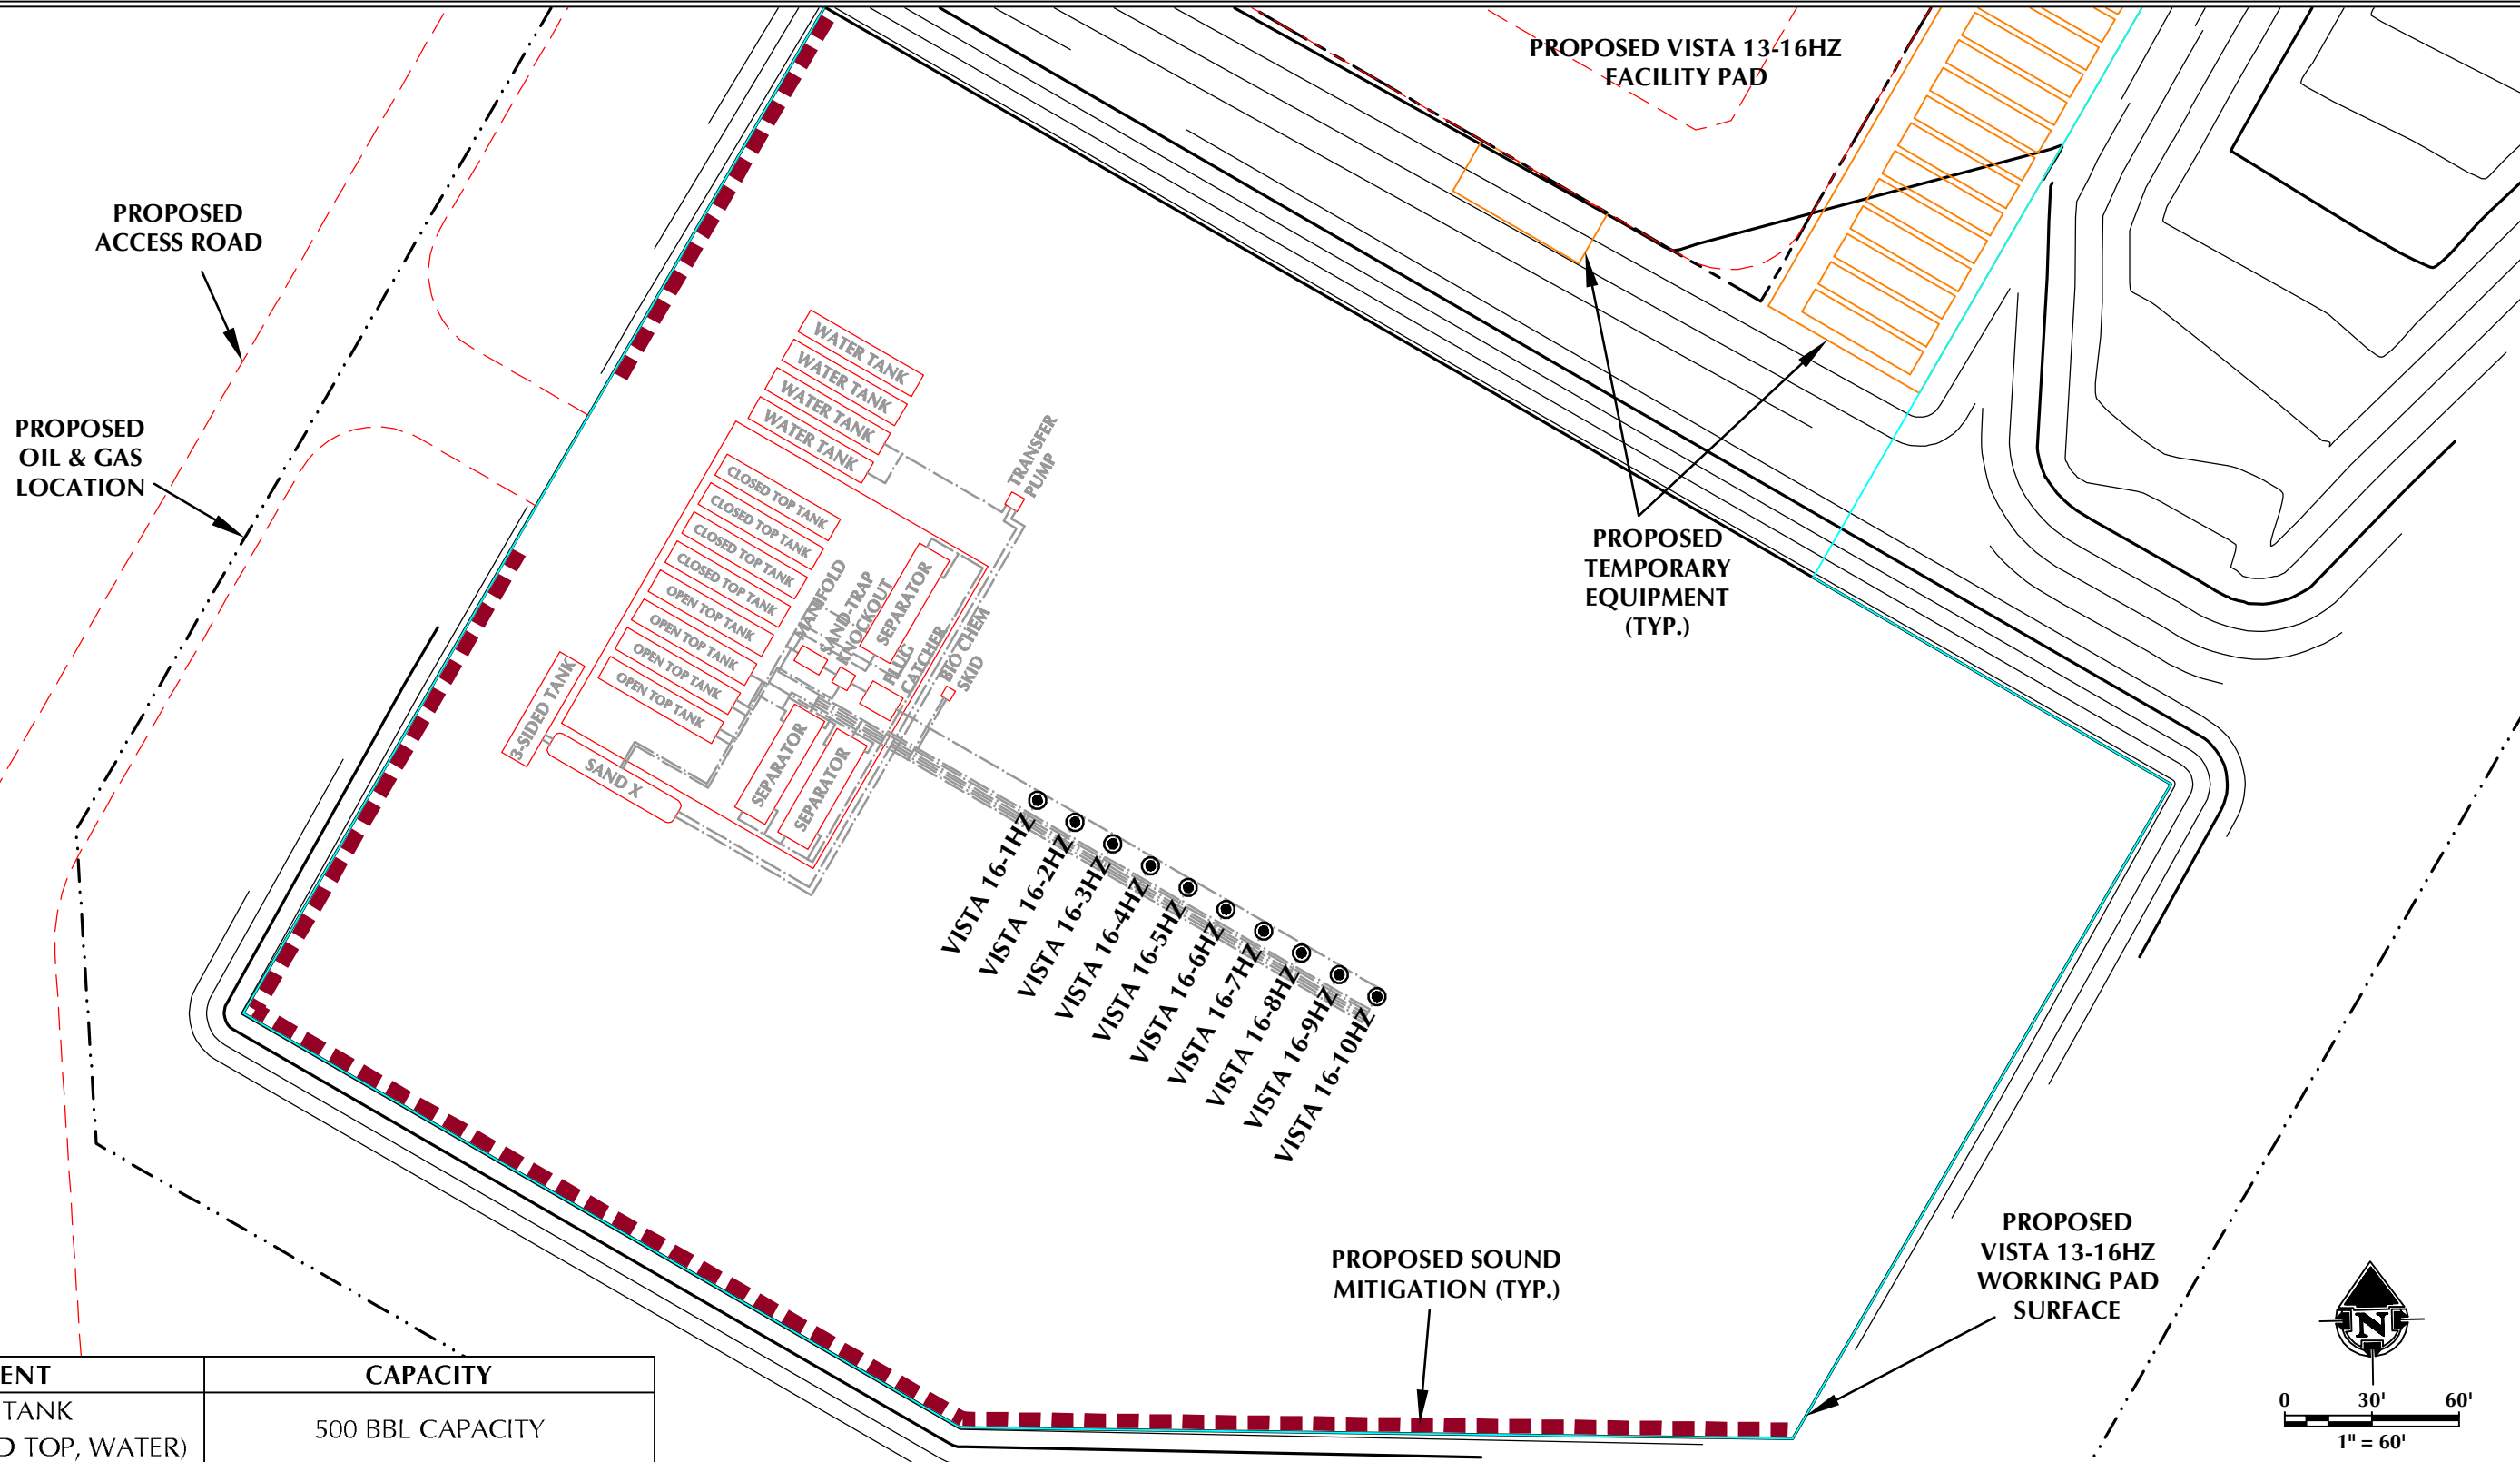 PROPOSED VISTA 13-16HZ
FACILITY PAD
PROPOSED
ACCESS ROAD
PROPOSED
OIL & GAS
LOCATION
WATER TANK
WATER TANK
WATER TANK
WATER TANK
TRANSFER
PUMP
CLOSED TOP TANK
CLOSED TOP TANK
CLOSED TOP TANK
CLOSED TOP TANK
OPEN TOP TANK
OPEN TOP TANK
OPEN TOP TANK
OPEN TOP TANK
MANIFOLD
SAND-TRAP
KNOCKOUT
SEPARATOR
PLUG
CATCHER
BIO CHEM
SKID
3-SIDED TANK
SAND X
SEPARATOR
SEPARATOR
PROPOSED
TEMPORARY
EQUIPMENT
(TYP.)
VISTA 16-1HZ
VISTA 16-2HZ
VISTA 16-3HZ
VISTA 16-4HZ
VISTA 16-5HZ
VISTA 16-6HZ
VISTA 16-7HZ
VISTA 16-8HZ
VISTA 16-9HZ
VISTA 16-10HZ
PROPOSED SOUND
MITIGATION (TYP.)
PROPOSED
VISTA 13-16HZ
WORKING PAD
SURFACE
N
0 30' 60'
1" = 60'
ENT CAPACITY
TANK
D TOP, WATER)
500 BBL CAPACITY